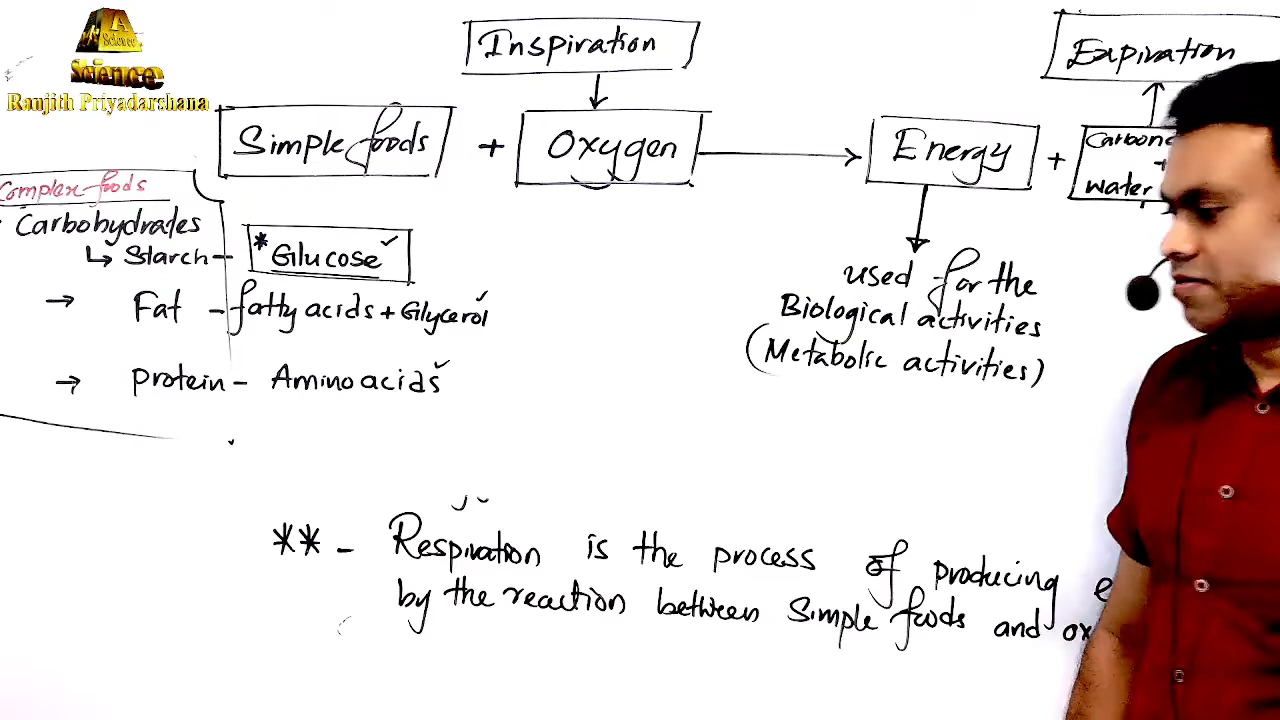 A
Science
Science
Ranjith Priyadarshana
Inspiration
Expiration
Simple foods + Oxygen → Energy +
+
water
Complex foods
Carbohydrates
↳ Starch - *Glucose ✓
→ Fat - fatty acids + Glycerol ✓
→ protein - Amino acids ✓
used for the
Biological activities
(Metabolic activities)
** - Respiration is the process of producing
by the reaction between Simple foods and